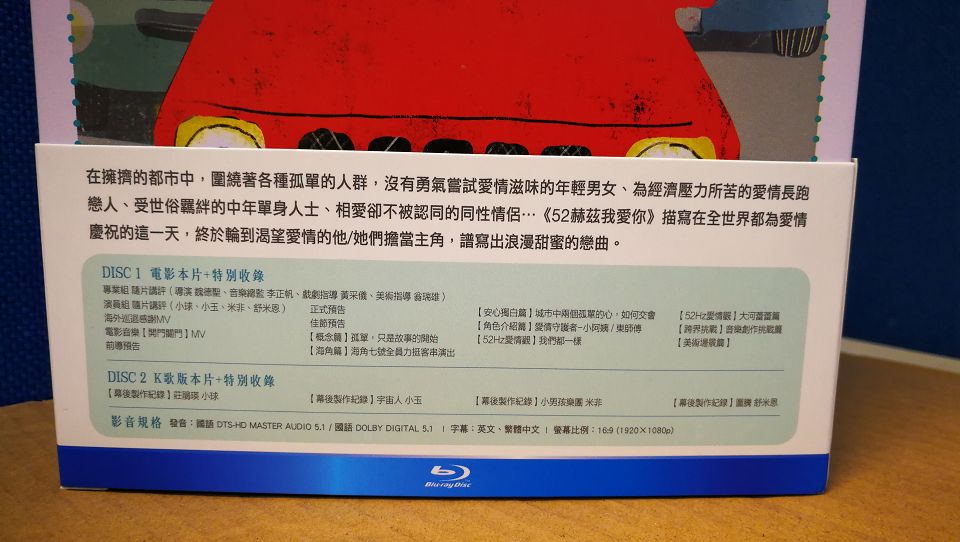 在擁擠的都市中，圍繞著各種孤單的人群，沒有勇氣嘗試愛情滋味的年輕男女、為經濟壓力所苦的愛情長跑
戀人、受世俗羈絆的中年單身人士、相愛卻不被認同的同性情侶…《52赫茲我愛你》描寫在全世界都為愛情
慶祝的這一天，終於輪到渴望愛情的他/她們擔當主角，譜寫出浪漫甜蜜的戀曲。
DISC 1 電影本片+特別收錄
專業組 隨片講評（導演 魏德聖、音樂總監 李正帆、戲劇指導 黃采儀、美術指導 翁瑞雄）
演員組 隨片講評（小球、小玉、米非、舒米恩）
海外巡迴感謝MV
電影音樂【開門關門】MV
前導預告
正式預告
佳節預告
【概念篇】孤單，只是故事的開始
【海角篇】海角七號全員力挺客串演出
【安心獨白篇】城市中兩個孤單的心，如何交會
【角色介紹篇】愛情守護者-小阿姨 / 東師傅
【52Hz愛情觀】我們都一樣
【52Hz愛情觀】大河蕾蕾篇
【跨界挑戰】音樂創作挑戰篇
【美術場景篇】
DISC 2 K歌版本片+特別收錄
【幕後製作紀錄】莊鵑瑛 小球
【幕後製作紀錄】宇宙人 小玉
【幕後製作紀錄】小男孩樂團 米非
【幕後製作紀錄】圖騰 舒米恩
影音規格 發音：國語 DTS-HD MASTER AUDIO 5.1 / 國語 DOLBY DIGITAL 5.1 | 字幕：英文、繁體中文 | 螢幕比例：16:9 (1920×1080p)
Blu-ray Disc